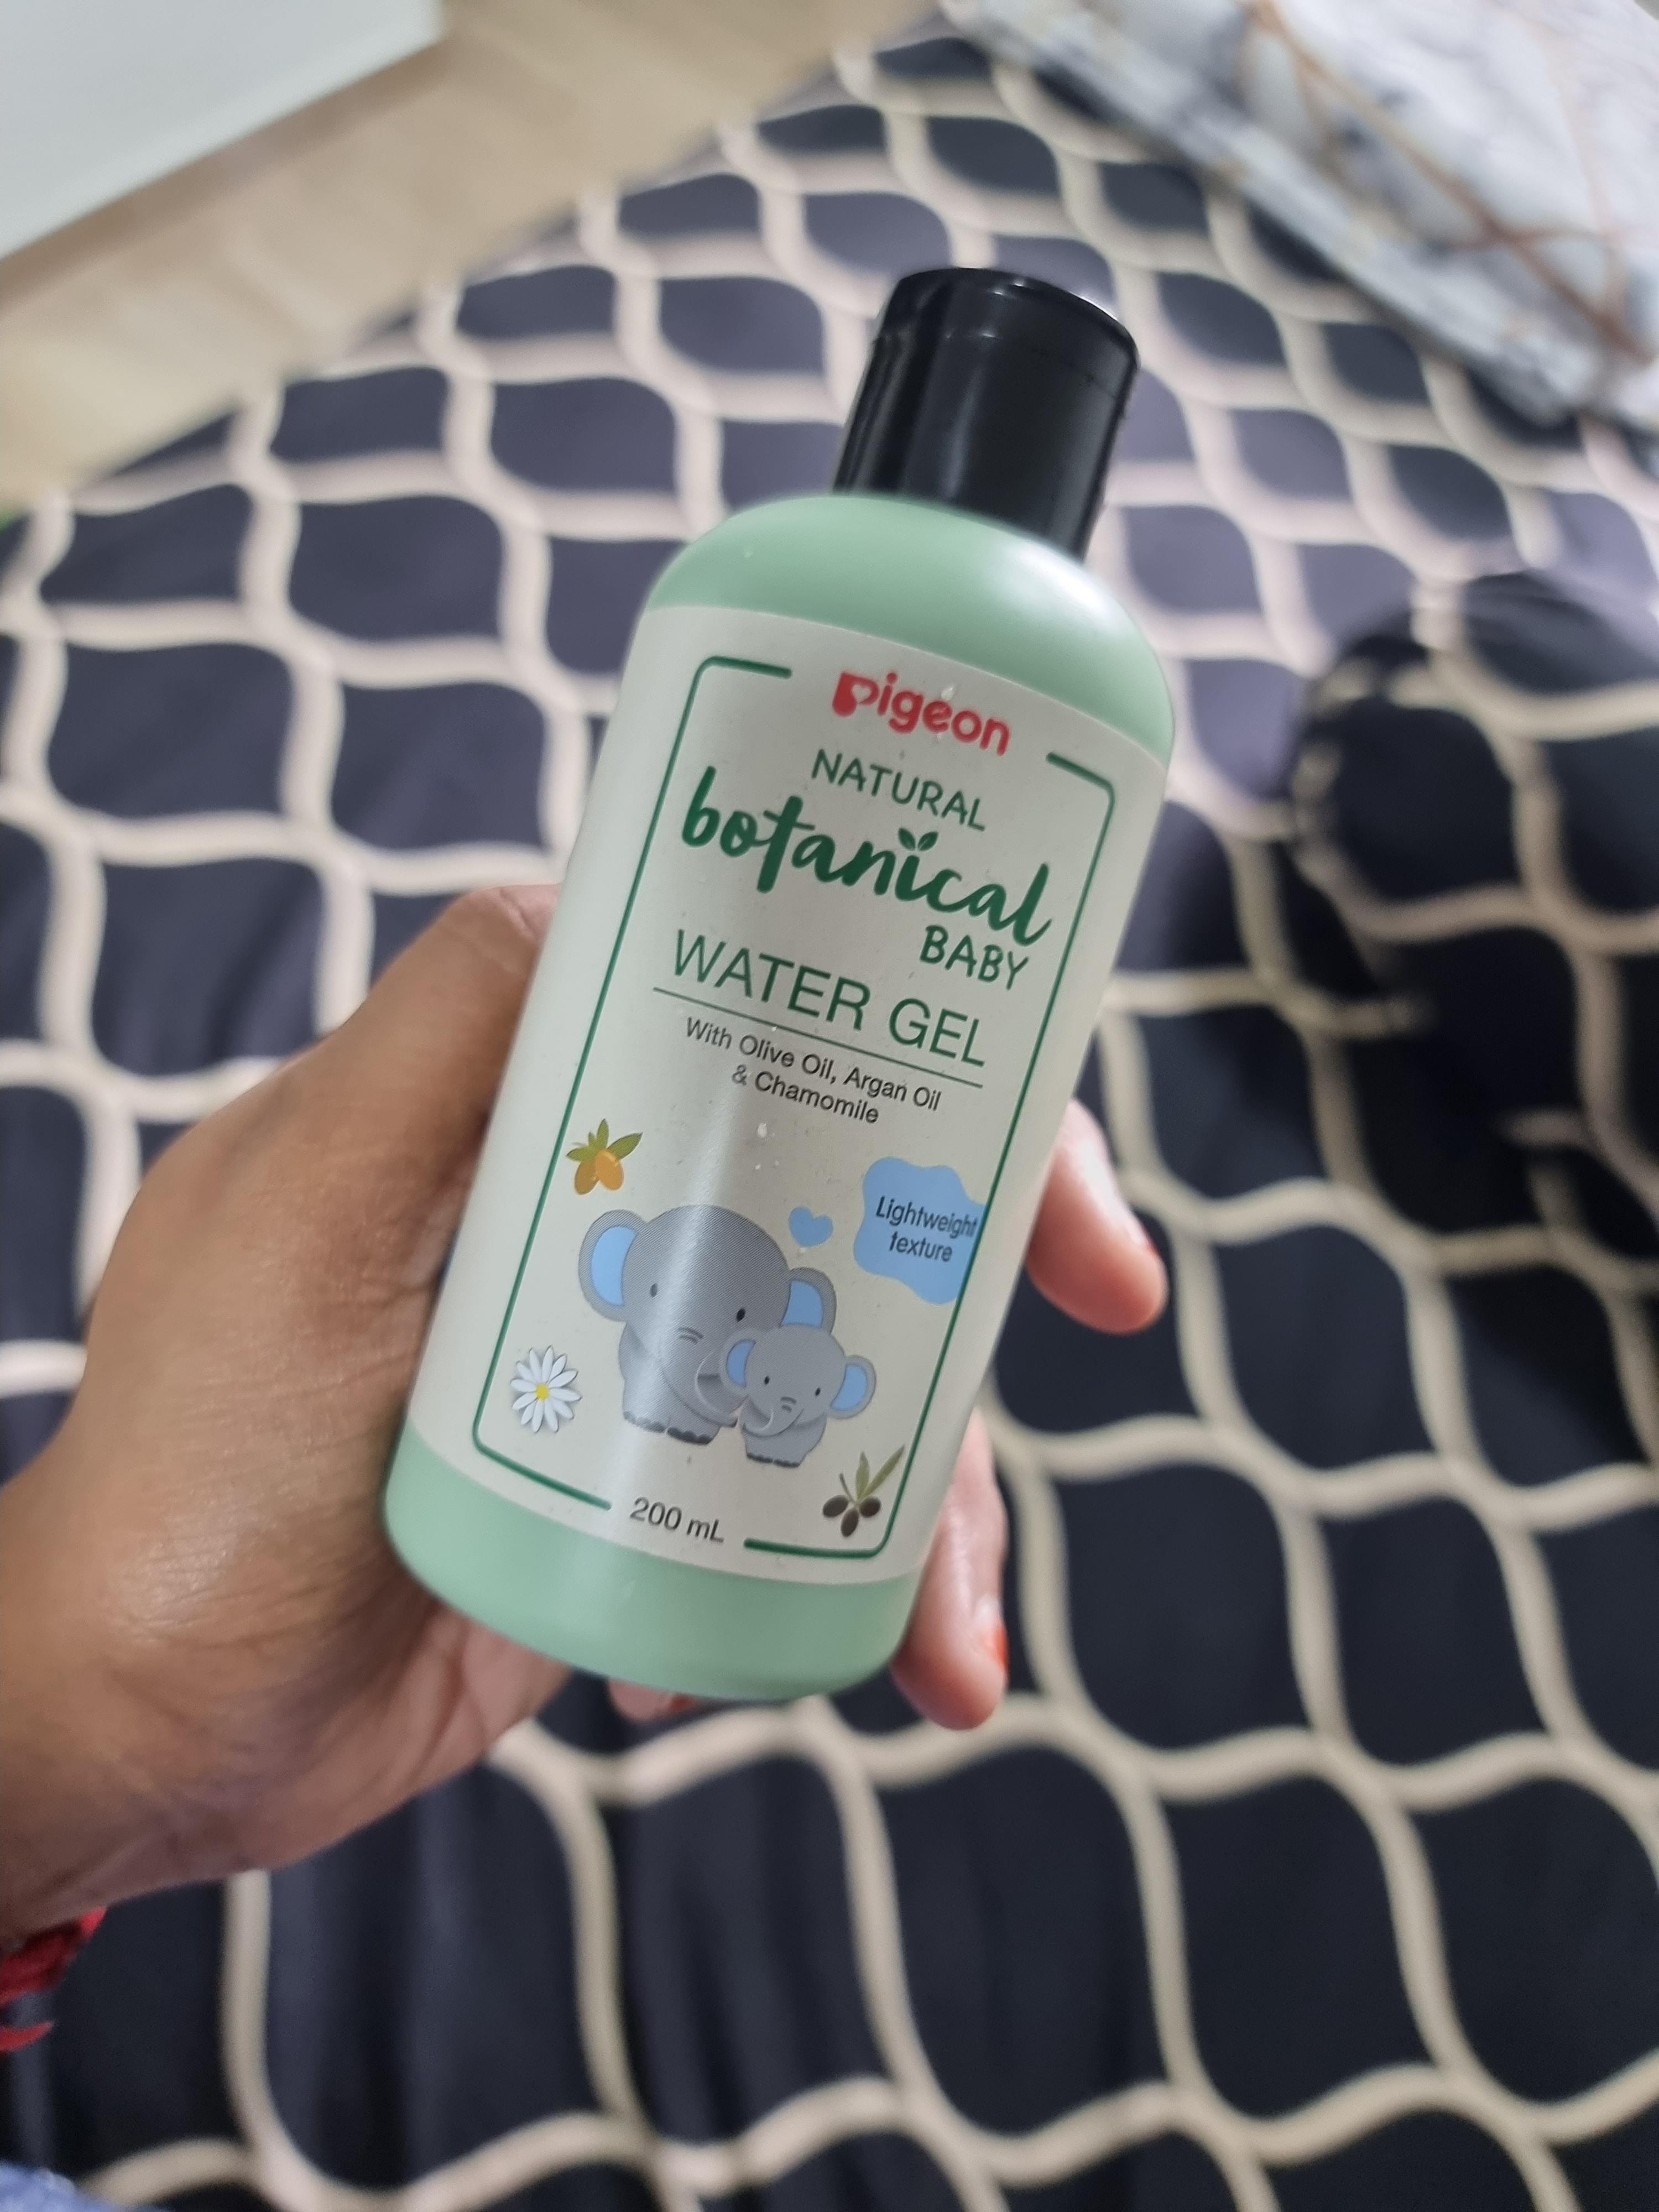 pigeon
NATURAL
botanical
BABY
WATER GEL
With Olive Oil, Argan Oil
& Chamomile
Lightweight
texture
200 mL